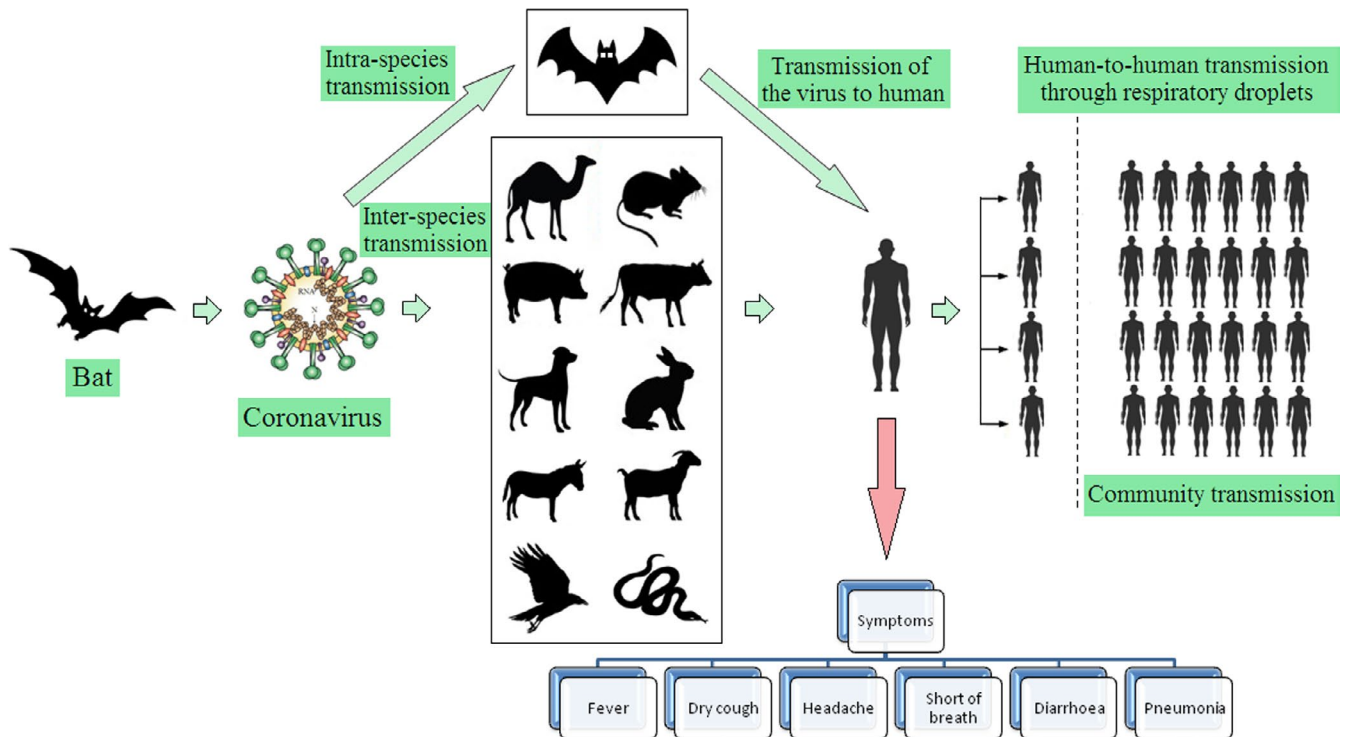 Intra-species
transmission
Transmission of
the virus to human
Human-to-human transmission
through respiratory droplets
Inter-species
transmission
RNA
N
Bat
Coronavirus
Community transmission
Symptoms
Fever
Dry cough
Headache
Short of
breath
Diarrhoea
Pneumonia